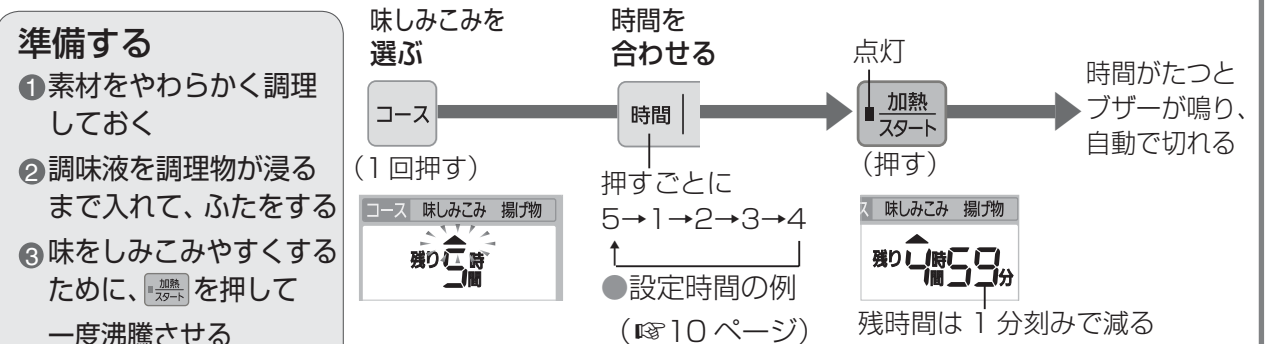 準備する
❶素材をやわらかく調理
しておく
❷調味液を調理物が浸る
まで入れて、ふたをする
❸味をしみこみやすくする
ために、加熱スタートを押して
一度沸騰させる
味しみこみを
選ぶ
コース
(1回押す)
コース 味しみこみ 揚げ物
残り5時間
時間を
合わせる
時間
押すごとに
5→1→2→3→4
●設定時間の例
(☞10 ページ)
点灯
加熱
スタート
(押す)
味しみこみ 揚げ物
残り4時間59分
残時間は 1 分刻みで減る
時間がたつと
ブザーが鳴り、
自動で切れる